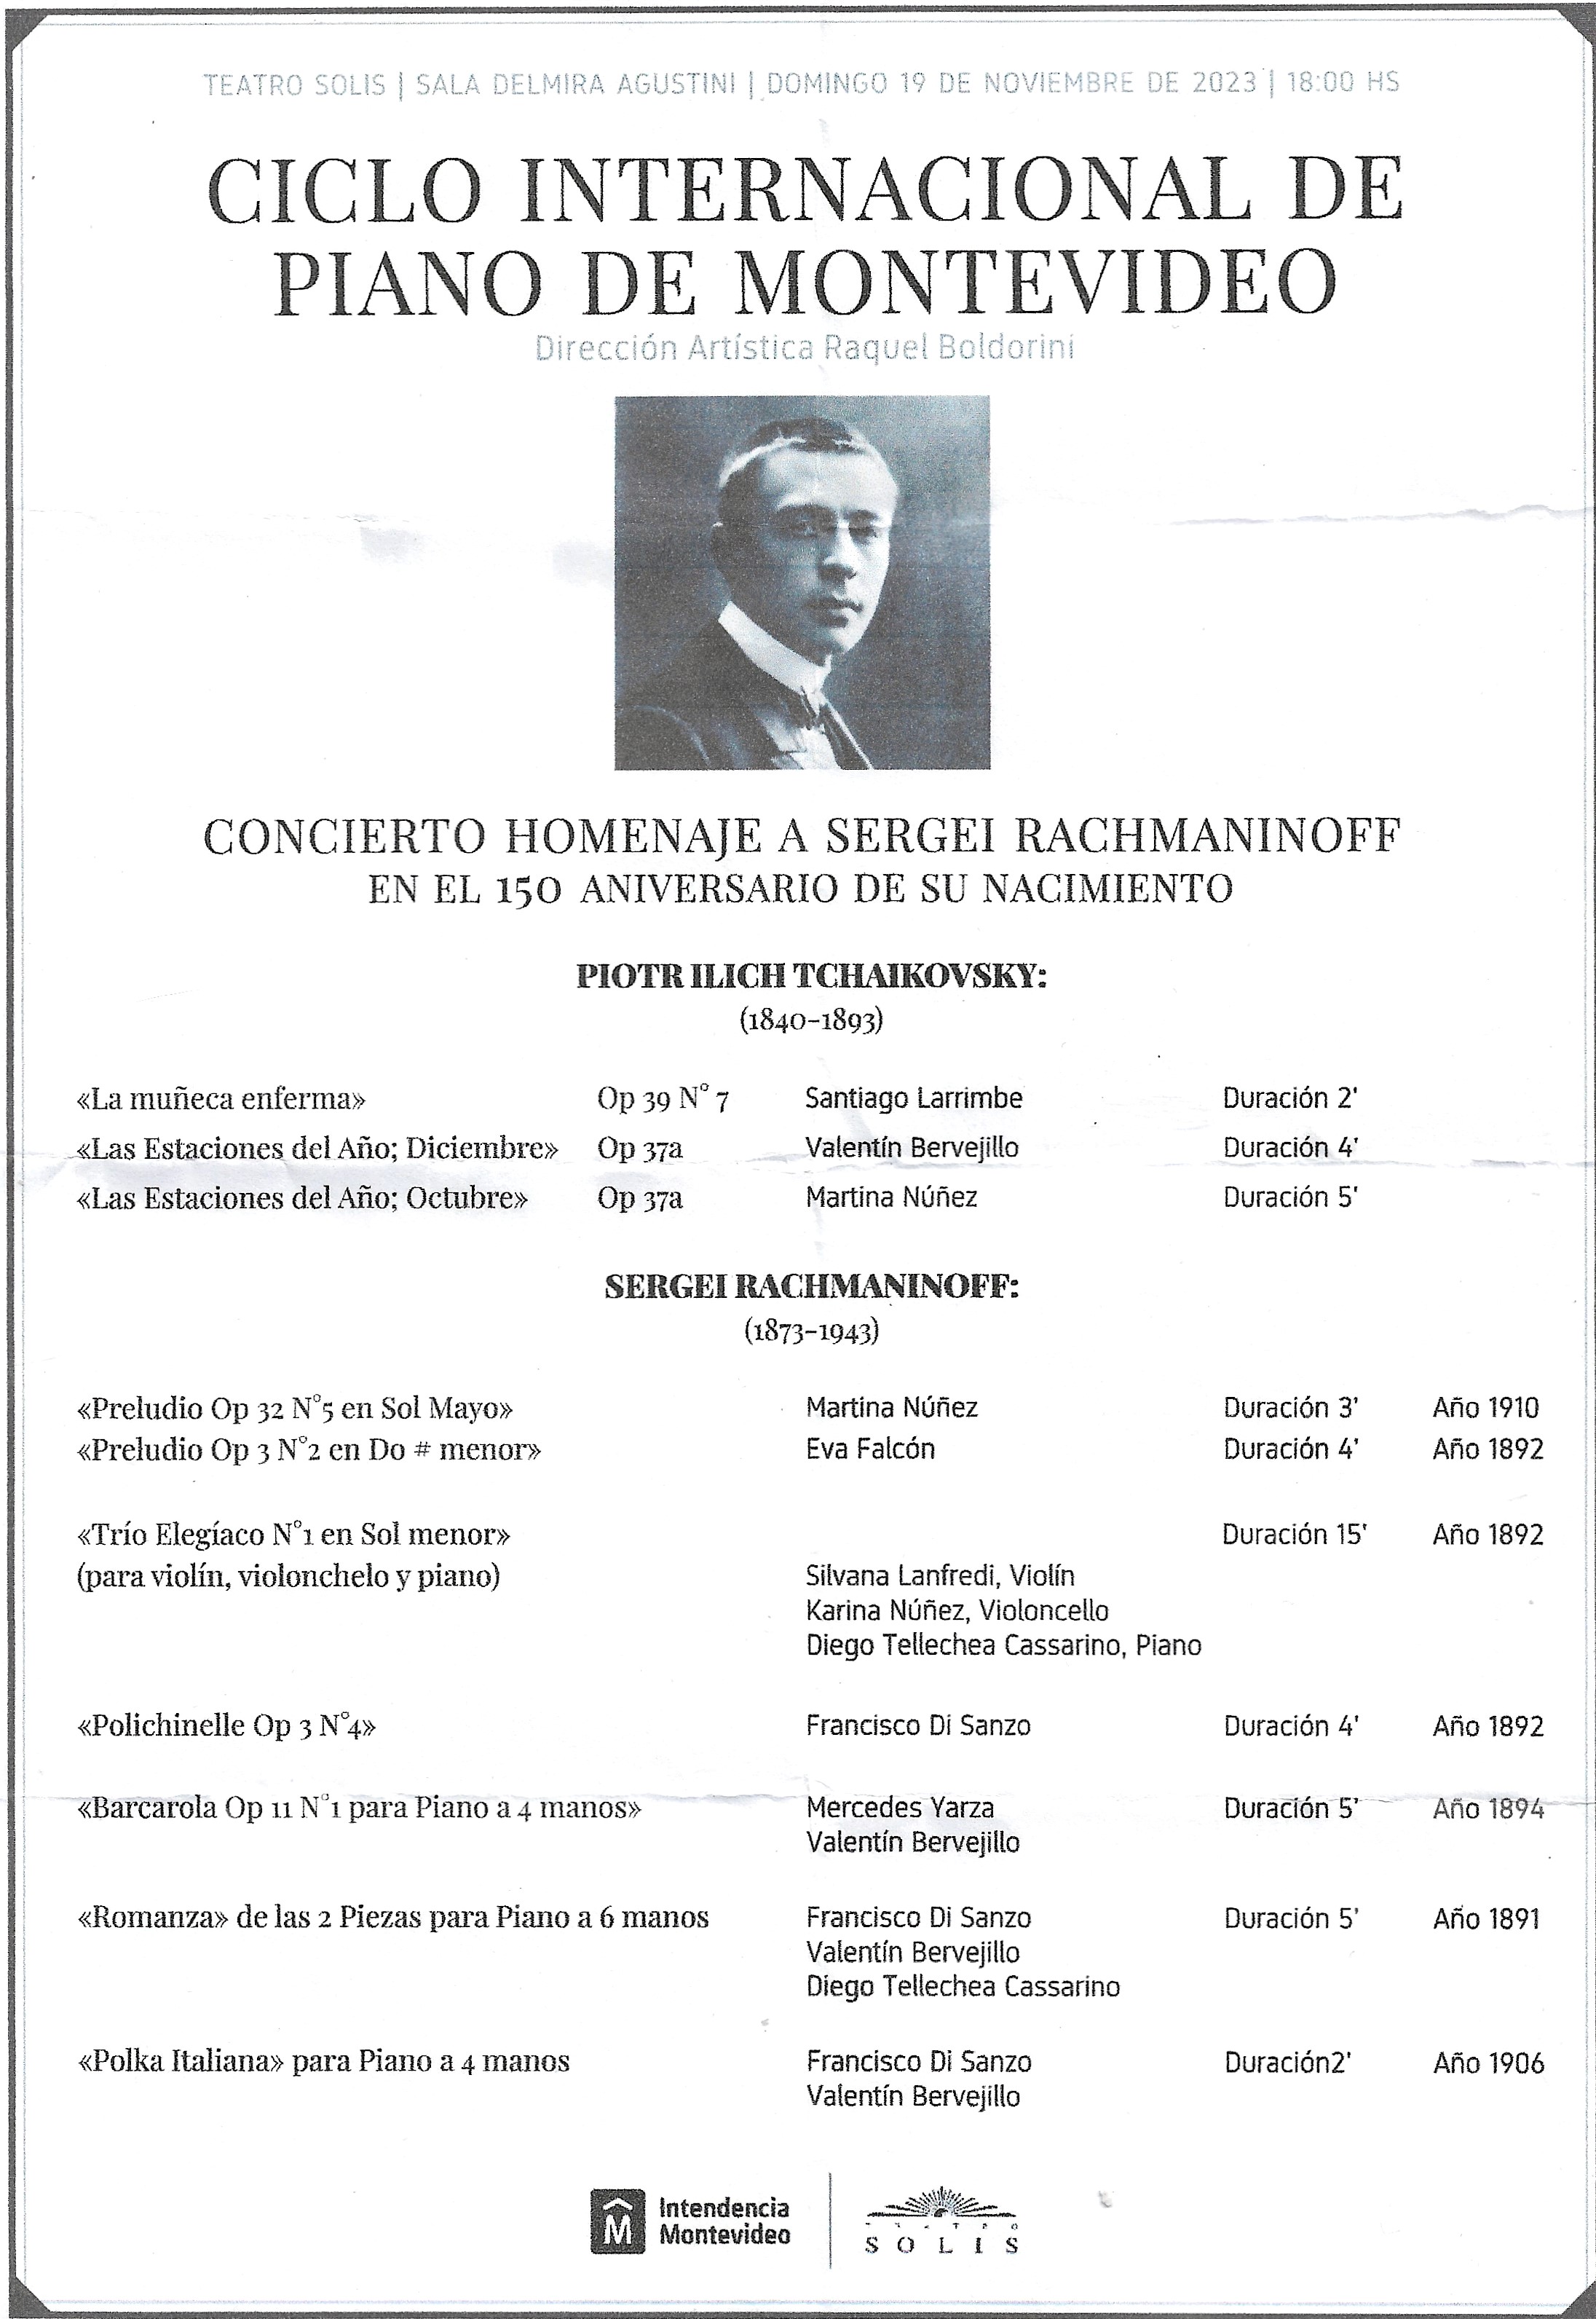 TEATRO SOLIS | SALA DELMIRA AGUSTINI | DOMINGO 19 DE NOVIEMBRE DE 2023 | 18:00 HS
CICLO INTERNACIONAL DE
PIANO DE MONTEVIDEO
Dirección Artística Raquel Boldorini
CONCIERTO HOMENAJE A SERGEI RACHMANINOFF
EN EL 150 ANIVERSARIO DE SU NACIMIENTO
PIOTR ILICH TCHAIKOVSKY:
(1840-1893)
«La muñeca enferma» Op 39 N° 7 Santiago Larrimbe Duración 2'
«Las Estaciones del Año; Diciembre» Op 37a Valentín Bervejillo Duración 4'
«Las Estaciones del Año; Octubre» Op 37a Martina Núñez Duración 5'
SERGEI RACHMANINOFF:
(1873-1943)
«Preludio Op 32 N°5 en Sol Mayo» Martina Núñez Duración 3' Año 1910
«Preludio Op 3 N°2 en Do # menor» Eva Falcón Duración 4' Año 1892
«Trío Elegíaco N°1 en Sol menor» Duración 15' Año 1892
(para violín, violonchelo y piano) Silvana Lanfredi, Violín
Karina Núñez, Violoncello
Diego Tellechea Cassarino, Piano
«Polichinelle Op 3 N°4» Francisco Di Sanzo Duración 4' Año 1892
«Barcarola Op 11 N°1 para Piano a 4 manos» Mercedes Yarza Duración 5' Año 1894
Valentín Bervejillo
«Romanza» de las 2 Piezas para Piano a 6 manos Francisco Di Sanzo Duración 5' Año 1891
Valentín Bervejillo
Diego Tellechea Cassarino
«Polka Italiana» para Piano a 4 manos Francisco Di Sanzo Duración2' Año 1906
Valentín Bervejillo
Intendencia
Montevideo
TEATRO
SOLIS